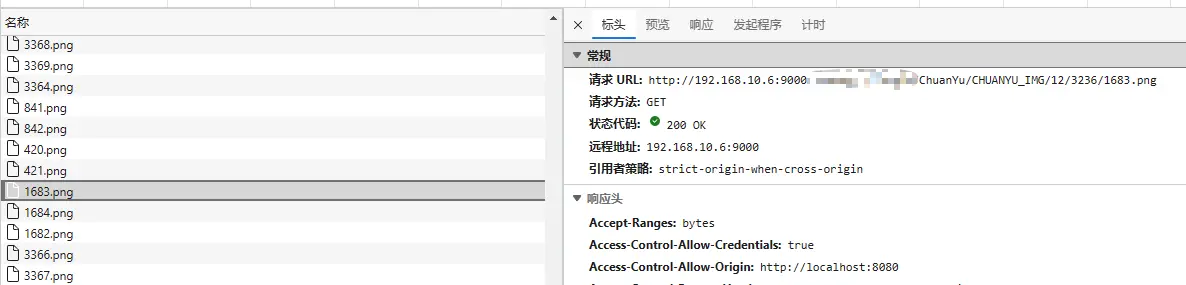 名称
3368.png
3369.png
3364.png
841.png
842.png
420.png
421.png
1683.png
1684.png
1682.png
3366.png
3367.png
标头 预览 响应 发起程序 计时
常规
请求 URL: http://192.168.10.6:9000 ChuanYu/CHUANYU_IMG/12/3236/1683.png
请求方法: GET
状态代码: 200 OK
远程地址: 192.168.10.6:9000
引用者策略: strict-origin-when-cross-origin
响应头
Accept-Ranges: bytes
Access-Control-Allow-Credentials: true
Access-Control-Allow-Origin: http://localhost:8080